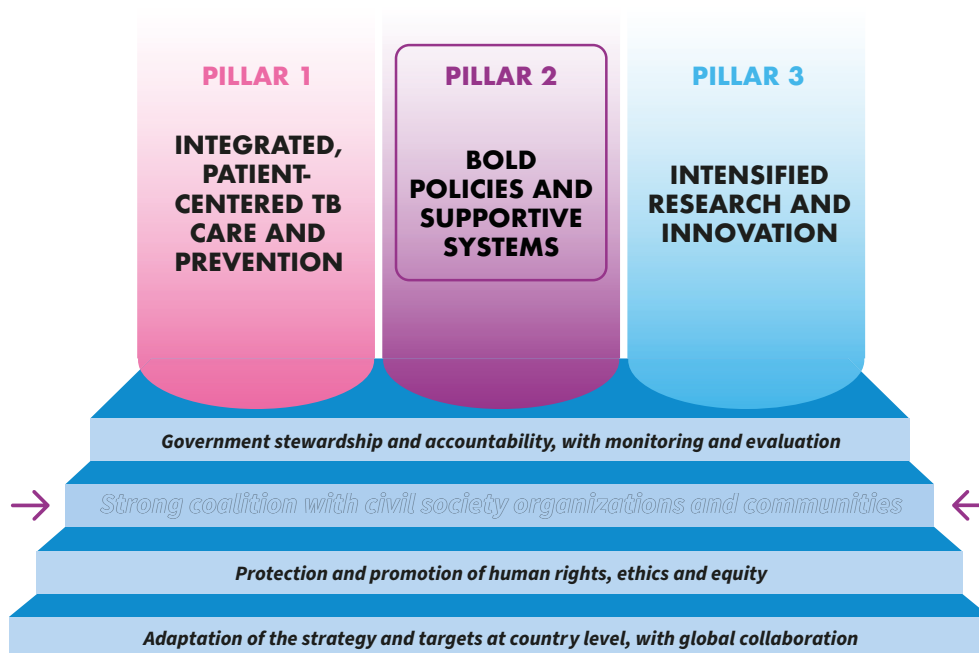 PILLAR 1
INTEGRATED,
PATIENT-
CENTERED TB
CARE AND
PREVENTION
PILLAR 2
BOLD
POLICIES AND
SUPPORTIVE
SYSTEMS
PILLAR 3
INTENSIFIED
RESEARCH AND
INNOVATION
Government stewardship and accountability, with monitoring and evaluation
Strong coalition with civil society organizations and communities
Protection and promotion of human rights, ethics and equity
Adaptation of the strategy and targets at country level, with global collaboration